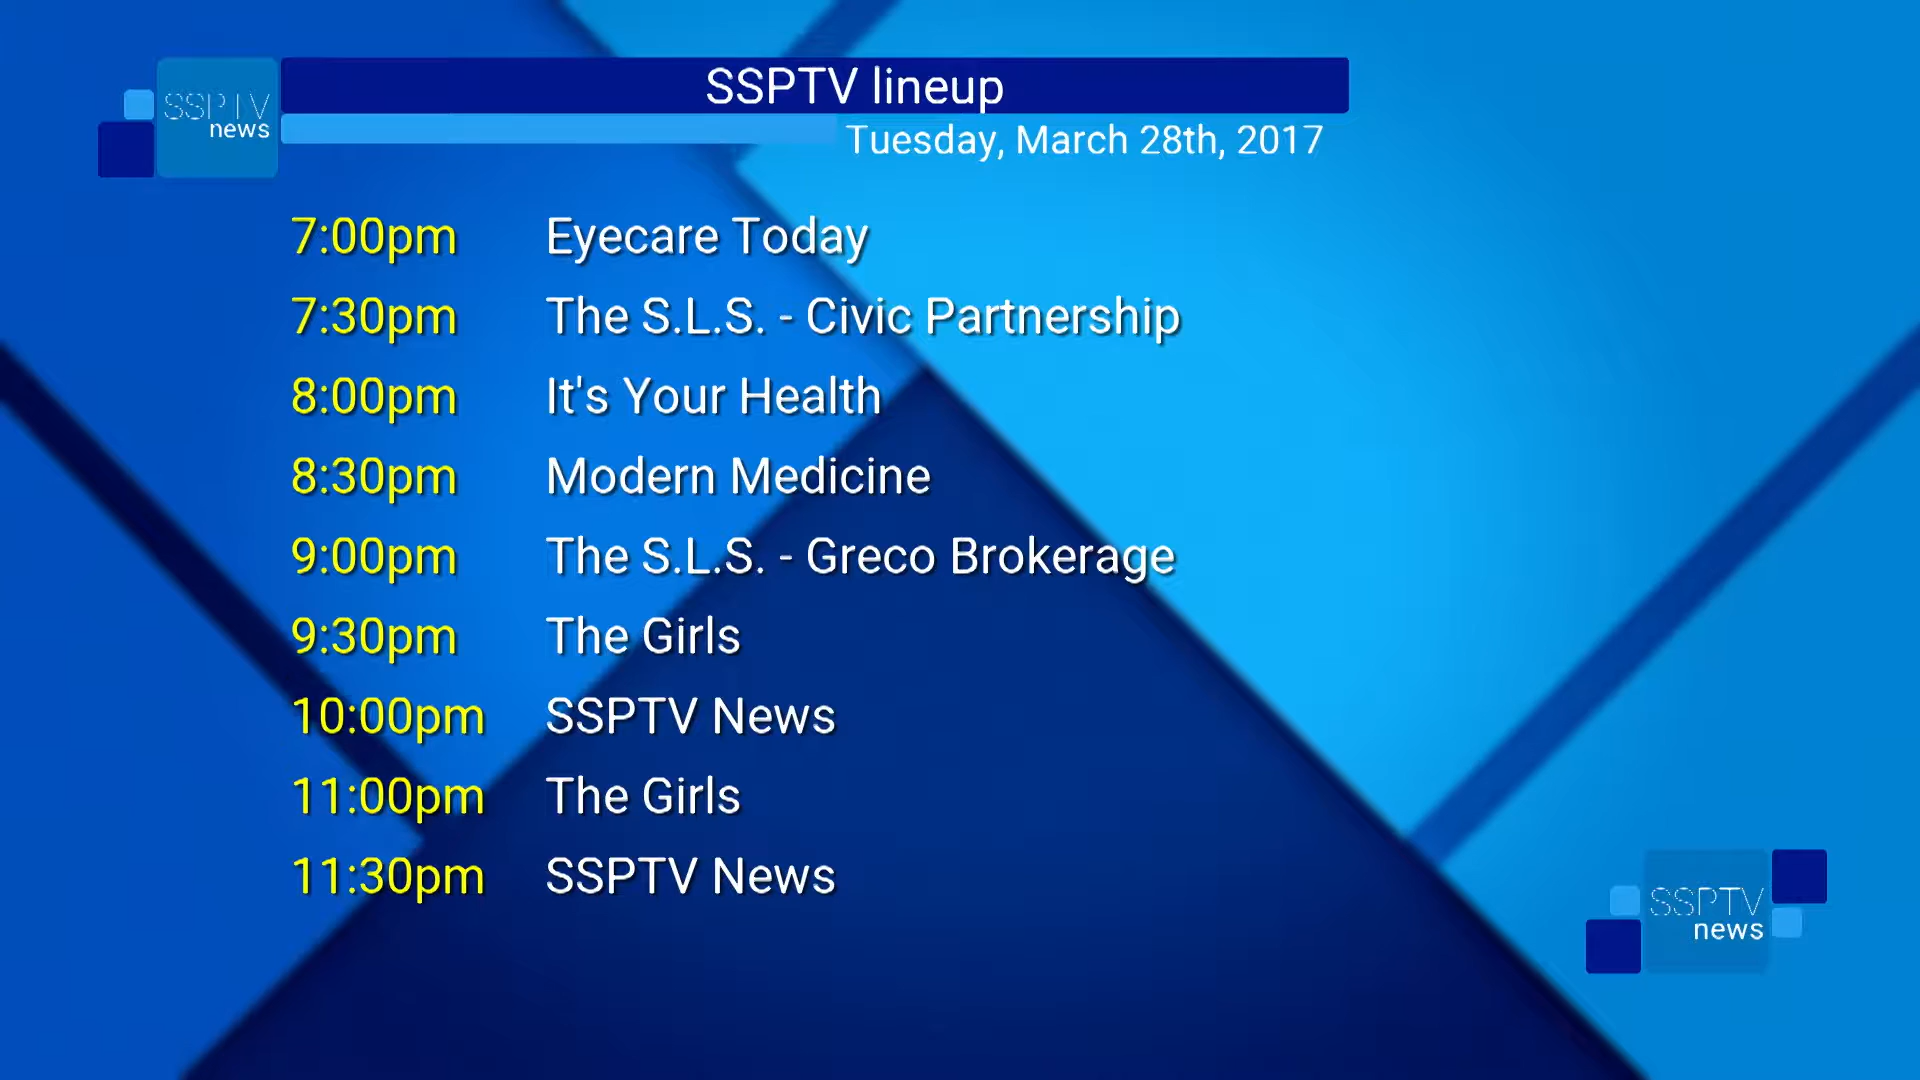 SSPTV lineup
SSPTV
news
Tuesday, March 28th, 2017
7:00pm Eyecare Today
7:30pm The S.L.S. - Civic Partnership
8:00pm It's Your Health
8:30pm Modern Medicine
9:00pm The S.L.S. - Greco Brokerage
9:30pm The Girls
10:00pm SSPTV News
11:00pm The Girls
11:30pm SSPTV News
SSPTV
news